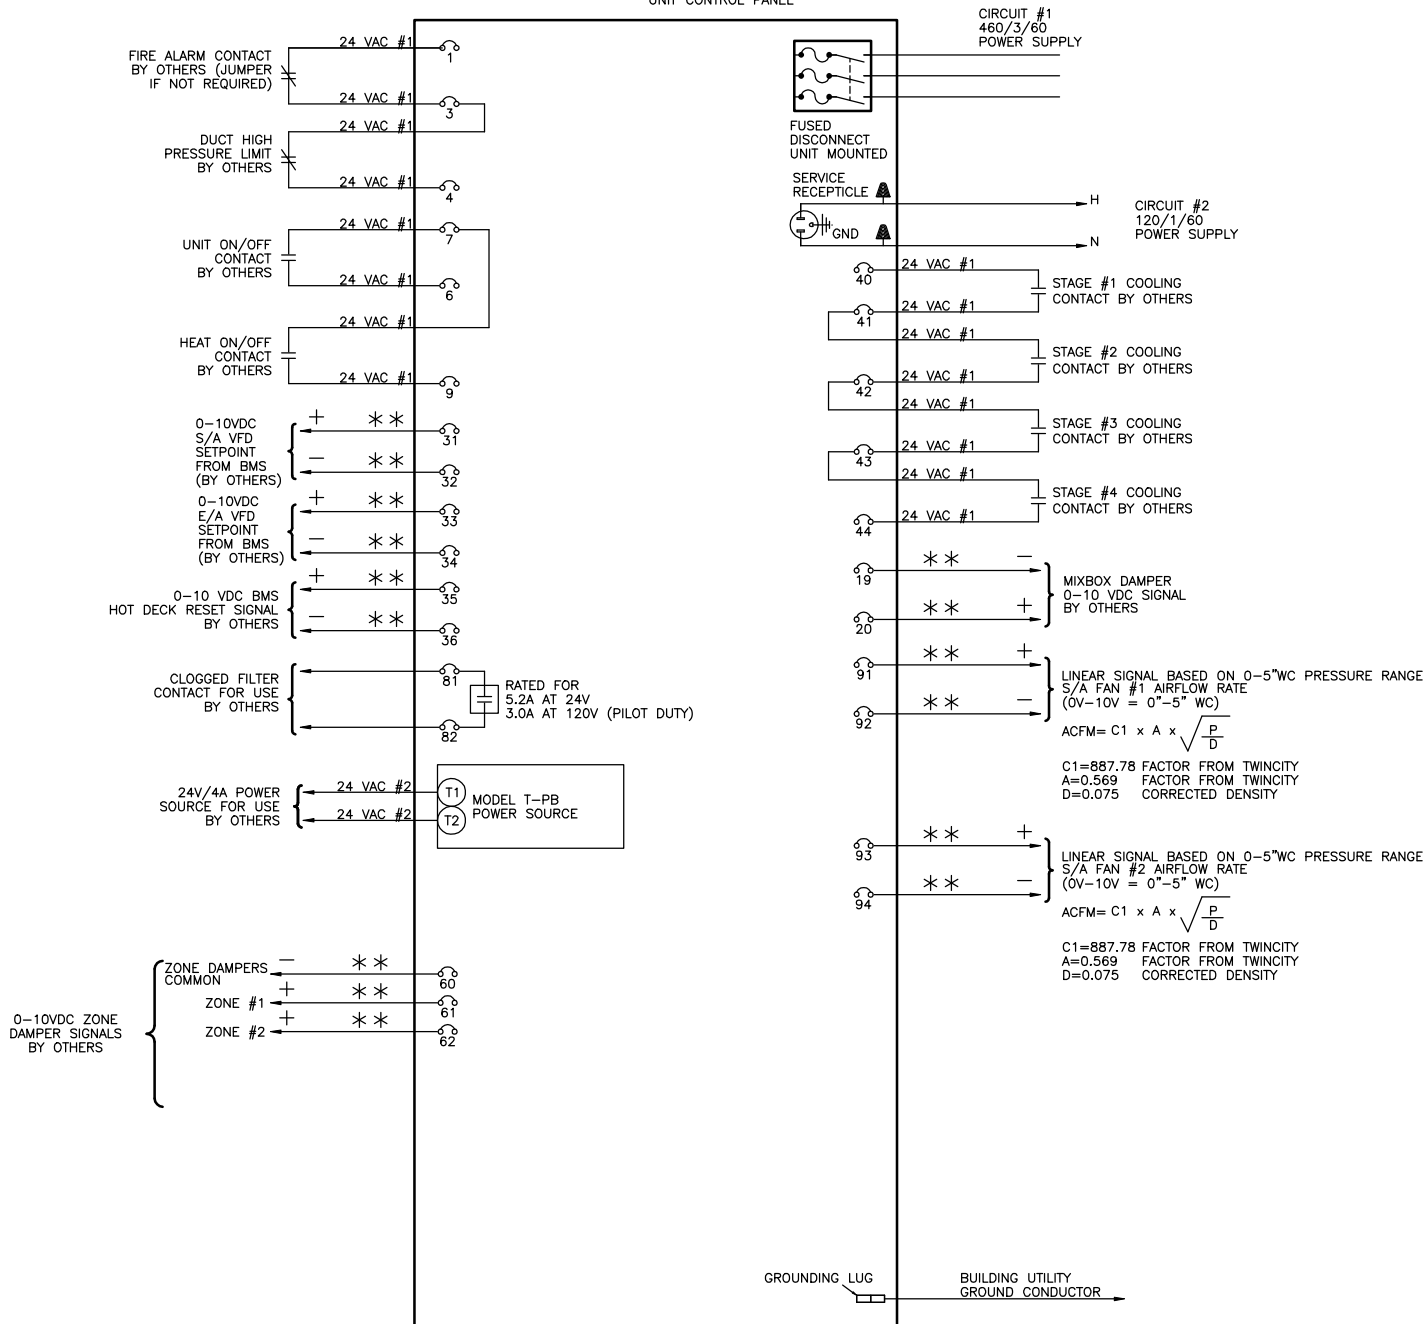 UNIT CONTROL PANEL
24 VAC #1
1
FIRE ALARM CONTACT
BY OTHERS (JUMPER
IF NOT REQUIRED)
24 VAC #1
3
24 VAC #1
DUCT HIGH
PRESSURE LIMIT
BY OTHERS
24 VAC #1
4
24 VAC #1
7
UNIT ON/OFF
CONTACT
BY OTHERS
24 VAC #1
6
24 VAC #1
HEAT ON/OFF
CONTACT
BY OTHERS
24 VAC #1
9
0-10VDC
S/A VFD
SETPOINT
FROM BMS
(BY OTHERS)
+ **
31
- **
32
0-10VDC
E/A VFD
SETPOINT
FROM BMS
(BY OTHERS)
+ **
33
- **
34
0-10 VDC BMS
HOT DECK RESET SIGNAL
BY OTHERS
+ **
35
- **
36
CLOGGED FILTER
CONTACT FOR USE
BY OTHERS
81
82
RATED FOR
5.2A AT 24V
3.0A AT 120V (PILOT DUTY)
24V/4A POWER
SOURCE FOR USE
BY OTHERS
24 VAC #2
24 VAC #2
T1
T2
MODEL T-PB
POWER SOURCE
0-10VDC ZONE
DAMPER SIGNALS
BY OTHERS
ZONE DAMPERS
COMMON
- **
60
ZONE #1
+ **
61
ZONE #2
+ **
62
CIRCUIT #1
460/3/60
POWER SUPPLY
FUSED
DISCONNECT
UNIT MOUNTED
SERVICE
RECEPTICLE
GND
H
N
CIRCUIT #2
120/1/60
POWER SUPPLY
40
24 VAC #1
STAGE #1 COOLING
CONTACT BY OTHERS
41
24 VAC #1
24 VAC #1
STAGE #2 COOLING
CONTACT BY OTHERS
42
24 VAC #1
24 VAC #1
STAGE #3 COOLING
CONTACT BY OTHERS
43
24 VAC #1
24 VAC #1
STAGE #4 COOLING
CONTACT BY OTHERS
44
24 VAC #1
19
** -
20
** +
MIXBOX DAMPER
0-10 VDC SIGNAL
BY OTHERS
91
** +
92
** -
LINEAR SIGNAL BASED ON 0-5"WC PRESSURE RANGE
S/A FAN #1 AIRFLOW RATE
(0V-10V = 0"-5" WC)
ACFM= C1 x A x √P/D
C1=887.78 FACTOR FROM TWINCITY
A=0.569 FACTOR FROM TWINCITY
D=0.075 CORRECTED DENSITY
93
** +
94
** -
LINEAR SIGNAL BASED ON 0-5"WC PRESSURE RANGE
S/A FAN #2 AIRFLOW RATE
(0V-10V = 0"-5" WC)
ACFM= C1 x A x √P/D
C1=887.78 FACTOR FROM TWINCITY
A=0.569 FACTOR FROM TWINCITY
D=0.075 CORRECTED DENSITY
GROUNDING LUG
BUILDING UTILITY
GROUND CONDUCTOR